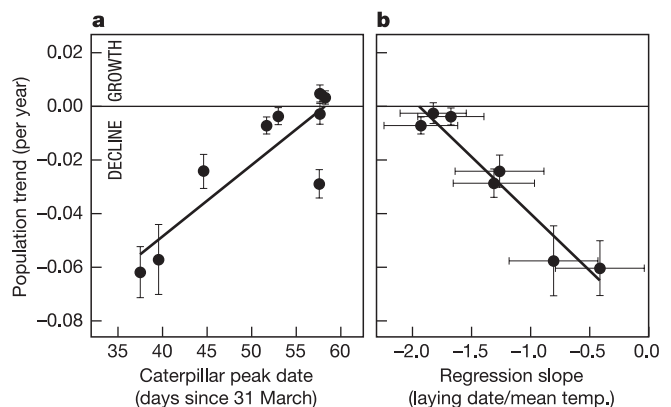 a
b
Population trend (per year)
0.02
0.00
−0.02
−0.04
−0.06
−0.08
GROWTH
DECLINE
35 40 45 50 55 60
−2.0 −1.5 −1.0 −0.5 0.0
Caterpillar peak date
(days since 31 March)
Regression slope
(laying date/mean temp.)